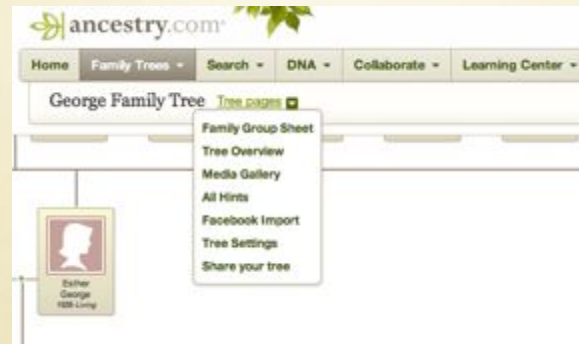 ancestry.com
Home Family Trees Search DNA Collaborate Learning Center
George Family Tree Tree pages
Family Group Sheet
Tree Overview
Media Gallery
All Hints
Facebook Import
Tree Settings
Share your tree
Esther
George
Living